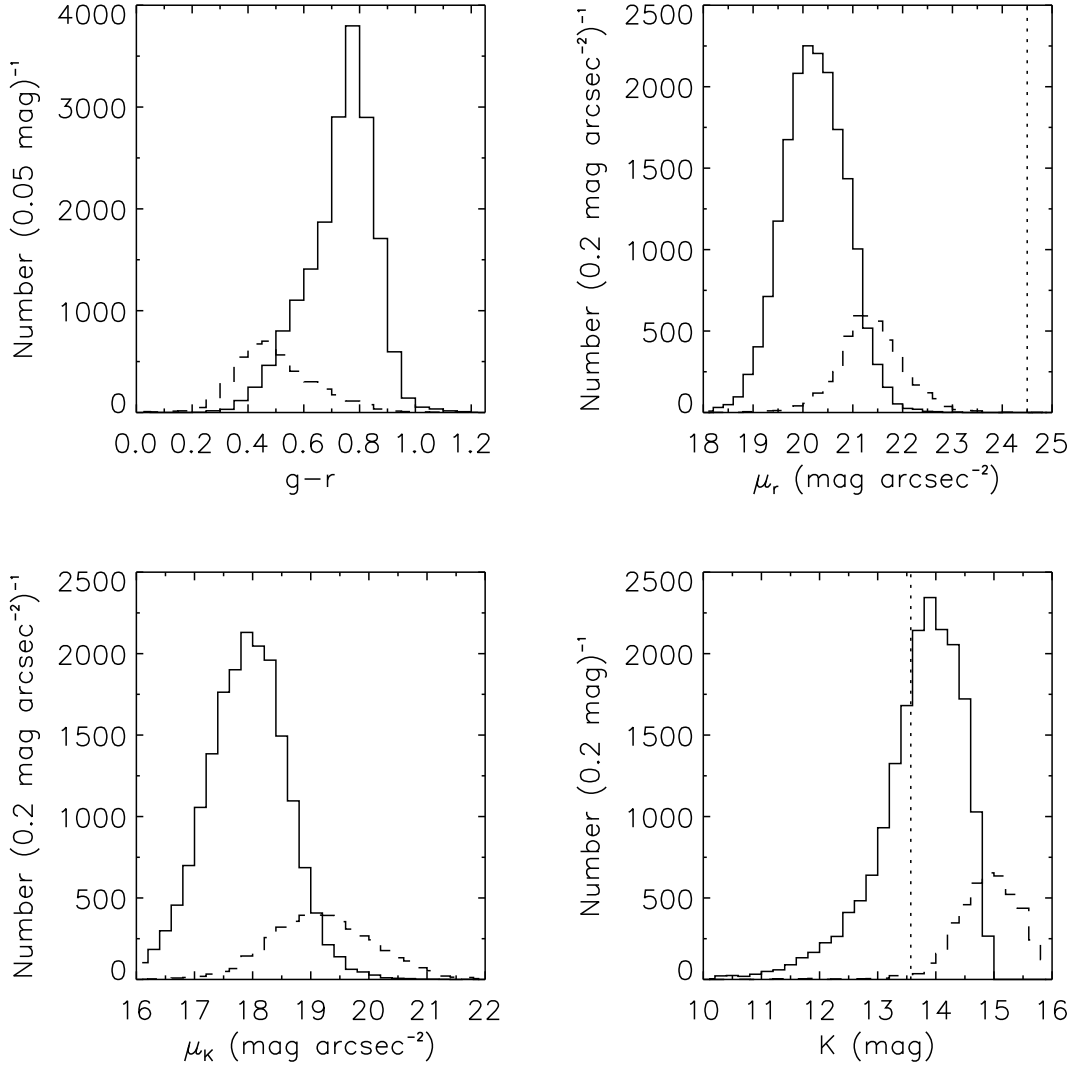 4000
3000
2000
1000
0
Number (0.05 mag)⁻¹
0.0 0.2 0.4 0.6 0.8 1.0 1.2
g−r
2500
2000
1500
1000
500
0
Number (0.2 mag arcsec⁻²)⁻¹
18 19 20 21 22 23 24 25
μᵣ (mag arcsec⁻²)
2500
2000
1500
1000
500
0
Number (0.2 mag arcsec⁻²)⁻¹
16 17 18 19 20 21 22
μ_K (mag arcsec⁻²)
2500
2000
1500
1000
500
0
Number (0.2 mag)⁻¹
10 11 12 13 14 15 16
K (mag)